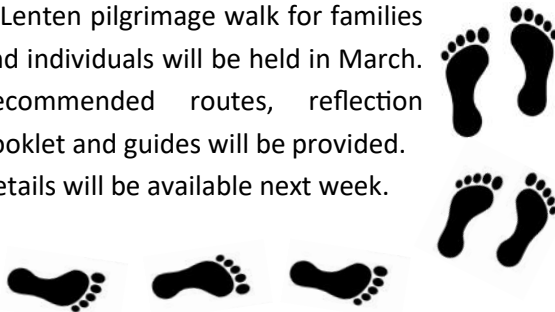 Lenten pilgrimage walk for families
nd individuals will be held in March.
ecommended routes, reflection
ooklet and guides will be provided.
etails will be available next week.